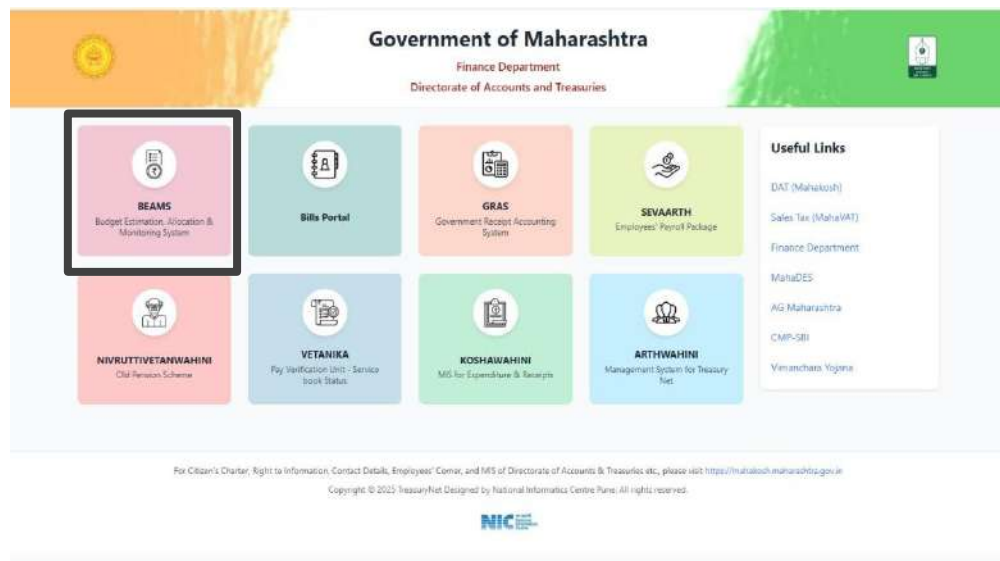 Government of Maharashtra
Finance Department
Directorate of Accounts and Treasuries
BEAMS
Budget Estimation, Allocation &
Monitoring System
Bills Portal
GRAS
Government Receipt Accounting
System
SEVAARTH
Employees' Payroll Package
NIVRUTTIVETANWAHINI
Old Pension Scheme
VETANIKA
Pay Verification Unit - Service
book Status
KOSHAWAHINI
MIS for Expenditure & Receipts
ARTHWAHINI
Management System for Treasury
Net
Useful Links
DAT (Mahakosh)
Sales Tax (MahaVAT)
Finance Department
MahaDES
AG Maharashtra
CMP-SBI
Vimanchara Yojana
For Citizen's Charter, Right to Information, Contact Details, Employees' Corner, and MIS of Directorate of Accounts & Treasuries etc., please visit https://mahakosh.maharashtra.gov.in
Copyright © 2025 TreasuryNet Designed by National Informatics Centre Pune. All rights reserved.
NIC